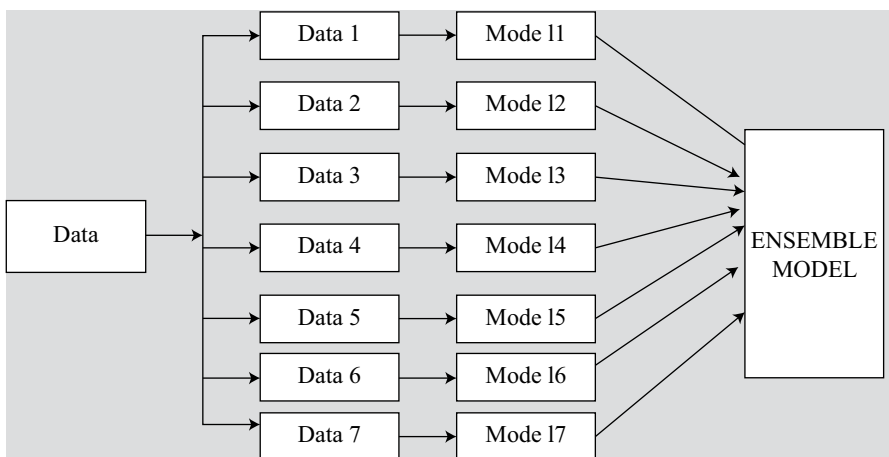 Data 1
Mode l1
Data 2
Mode l2
Data 3
Mode l3
Data
Data 4
Mode l4
ENSEMBLE
MODEL
Data 5
Mode l5
Data 6
Mode l6
Data 7
Mode l7